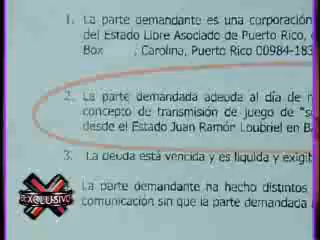 1. La parte demandante es una corporación
del Estado Libre Asociado de Puerto Rico,
Box , Carolina, Puerto Rico 00984-183
2. La parte demandada adeuda al día de
concepto de transmisión de juego de "s
desde el Estado Juan Ramón Loubriel en B
3. La deuda está vencida y es líquida y exigib
4. La parte demandante ha hecho distintos
comunicación sin que la parte demandada
EXCLUSIVO